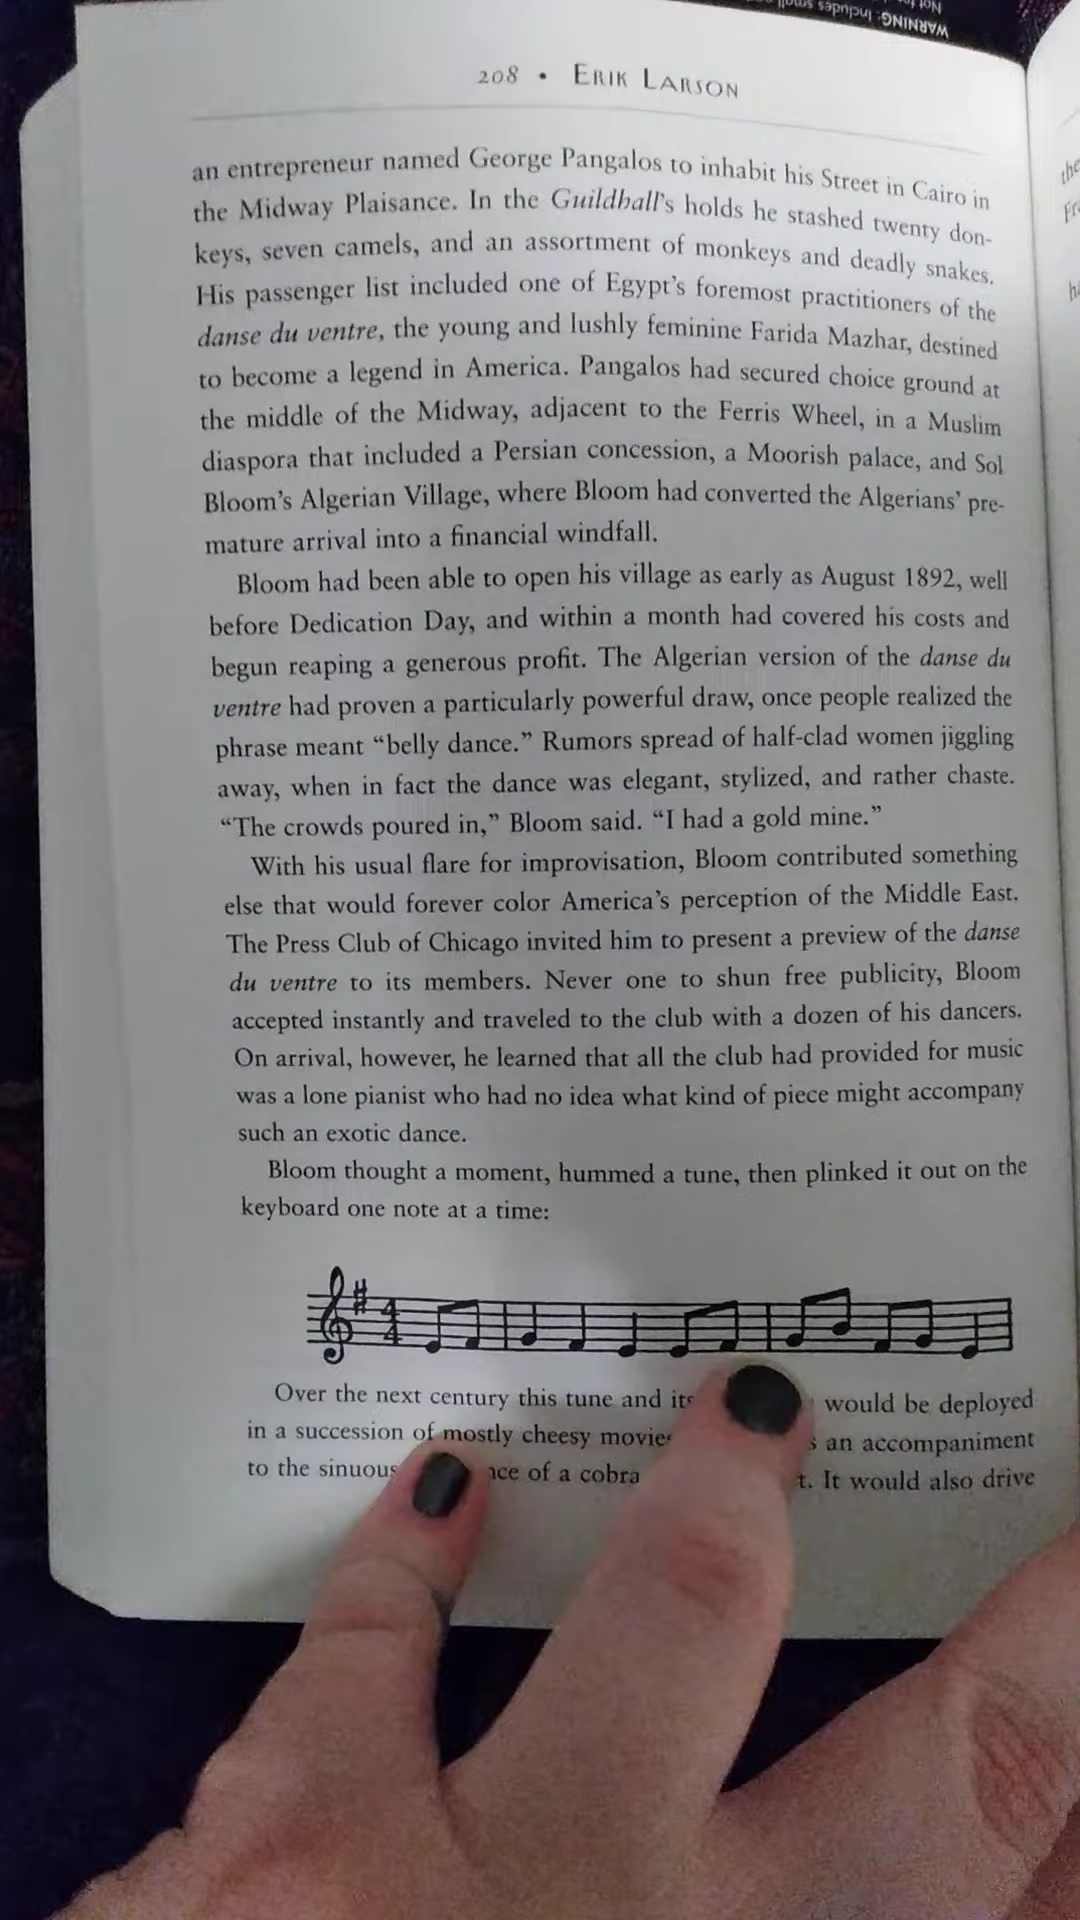 WARNING: Includes small
208 • ERIK LARSON
an entrepreneur named George Pangalos to inhabit his Street in Cairo in
the Midway Plaisance. In the Guildhall's holds he stashed twenty don-
keys, seven camels, and an assortment of monkeys and deadly snakes.
His passenger list included one of Egypt's foremost practitioners of the
danse du ventre, the young and lushly feminine Farida Mazhar, destined
to become a legend in America. Pangalos had secured choice ground at
the middle of the Midway, adjacent to the Ferris Wheel, in a Muslim
diaspora that included a Persian concession, a Moorish palace, and Sol
Bloom's Algerian Village, where Bloom had converted the Algerians' pre-
mature arrival into a financial windfall.
Bloom had been able to open his village as early as August 1892, well
before Dedication Day, and within a month had covered his costs and
begun reaping a generous profit. The Algerian version of the danse du
ventre had proven a particularly powerful draw, once people realized the
phrase meant “belly dance.” Rumors spread of half-clad women jiggling
away, when in fact the dance was elegant, stylized, and rather chaste.
“The crowds poured in,” Bloom said. “I had a gold mine.”
With his usual flare for improvisation, Bloom contributed something
else that would forever color America's perception of the Middle East.
The Press Club of Chicago invited him to present a preview of the danse
du ventre to its members. Never one to shun free publicity, Bloom
accepted instantly and traveled to the club with a dozen of his dancers.
On arrival, however, he learned that all the club had provided for music
was a lone pianist who had no idea what kind of piece might accompany
such an exotic dance.
Bloom thought a moment, hummed a tune, then plinked it out on the
keyboard one note at a time:
4
4
Over the next century this tune and its would be deployed
in a succession of mostly cheesy movies an accompaniment
to the sinuous of a cobra It would also drive